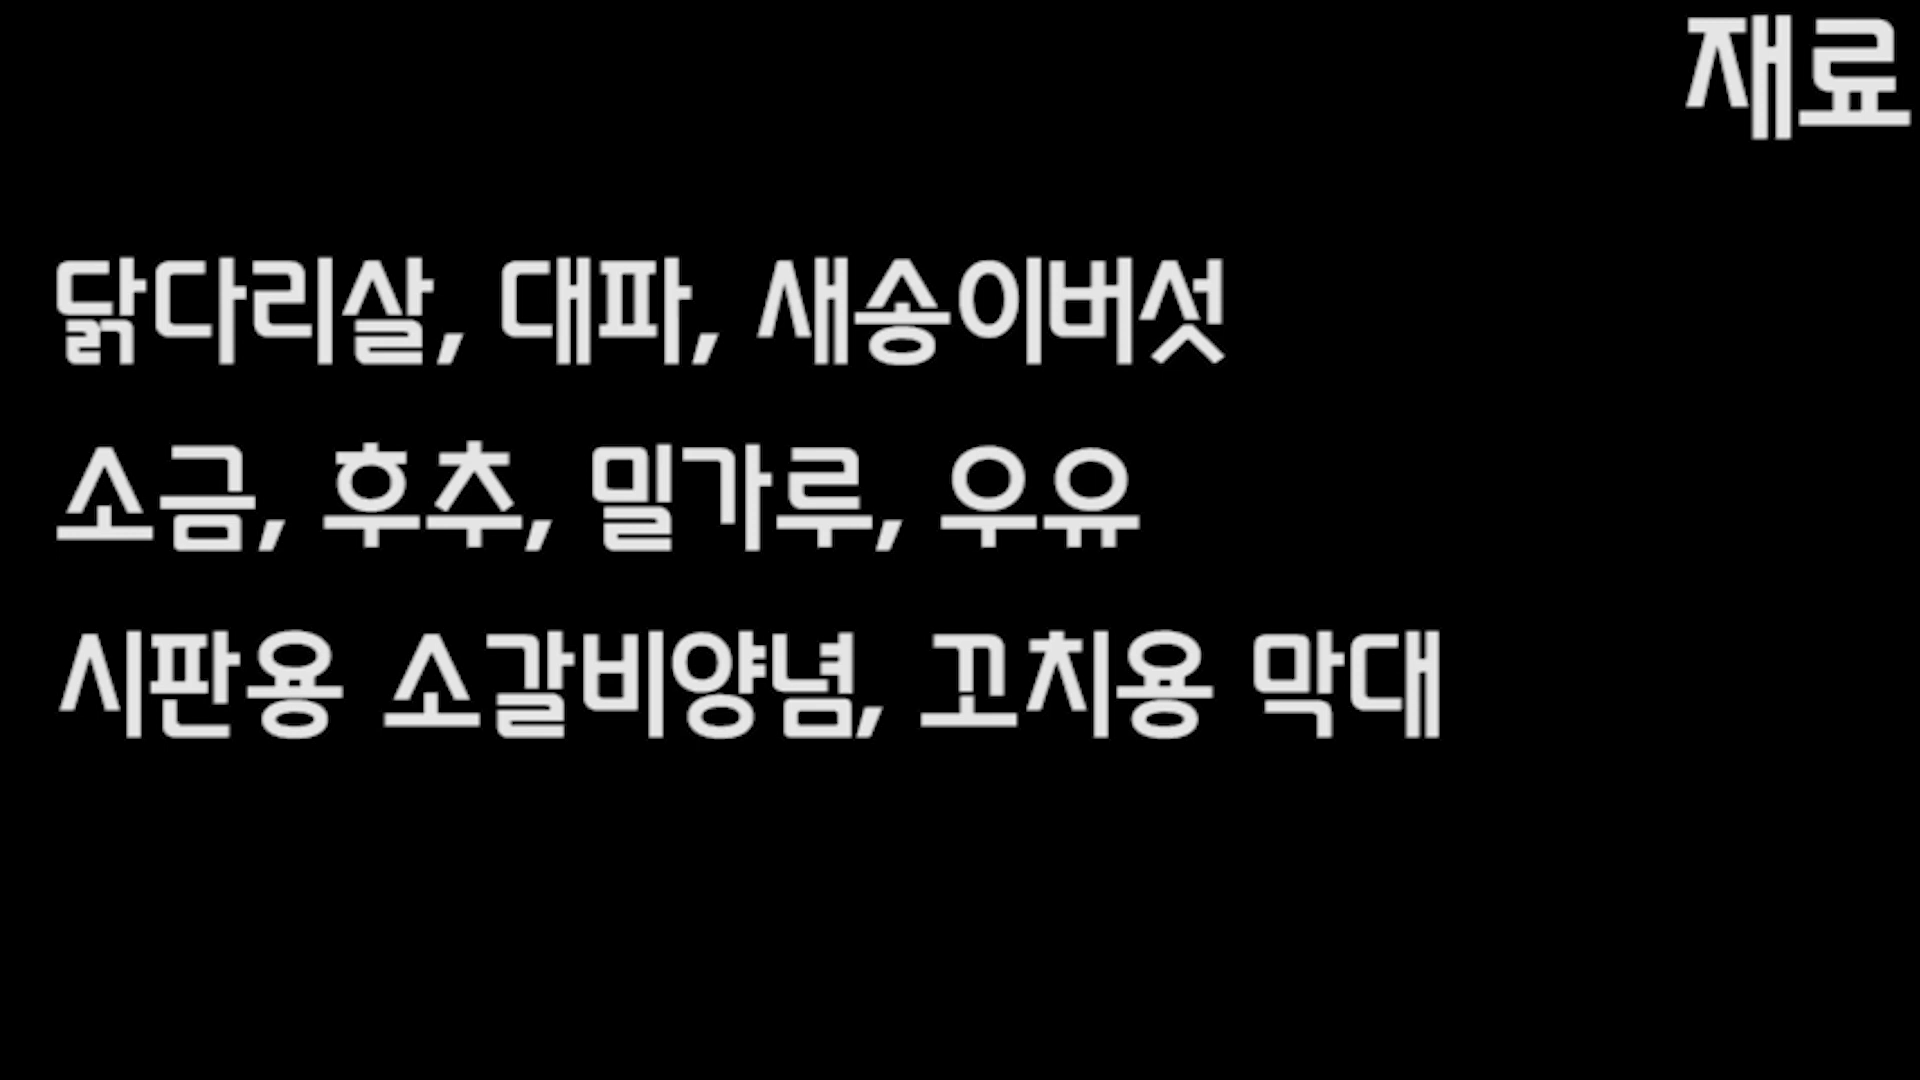 재료
닭다리살, 대파, 새송이버섯
소금, 후추, 밀가루, 우유
시판용 소갈비양념, 꼬치용 막대